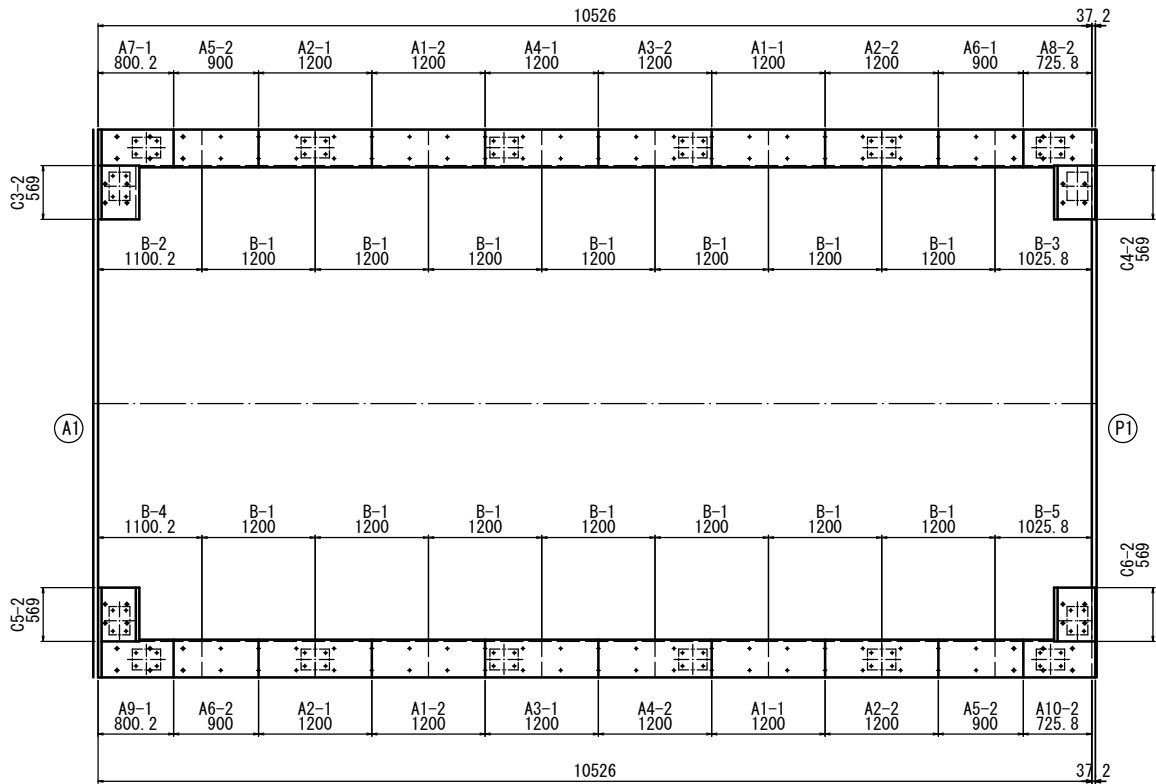 10526 37.2
A7-1 A5-2 A2-1 A1-2 A4-1 A3-2 A1-1 A2-2 A6-1 A8-2
800.2 900 1200 1200 1200 1200 1200 1200 900 725.8
C3-2
569
C4-2
569
B-2 B-1 B-1 B-1 B-1 B-1 B-1 B-1 B-3
1100.2 1200 1200 1200 1200 1200 1200 1200 1025.8
A1 P1
B-4 B-1 B-1 B-1 B-1 B-1 B-1 B-1 B-5
1100.2 1200 1200 1200 1200 1200 1200 1200 1025.8
C5-2
569
C6-2
569
A9-1 A6-2 A2-1 A1-2 A3-1 A4-2 A1-1 A2-2 A5-2 A10-2
800.2 900 1200 1200 1200 1200 1200 1200 900 725.8
10526 37.2